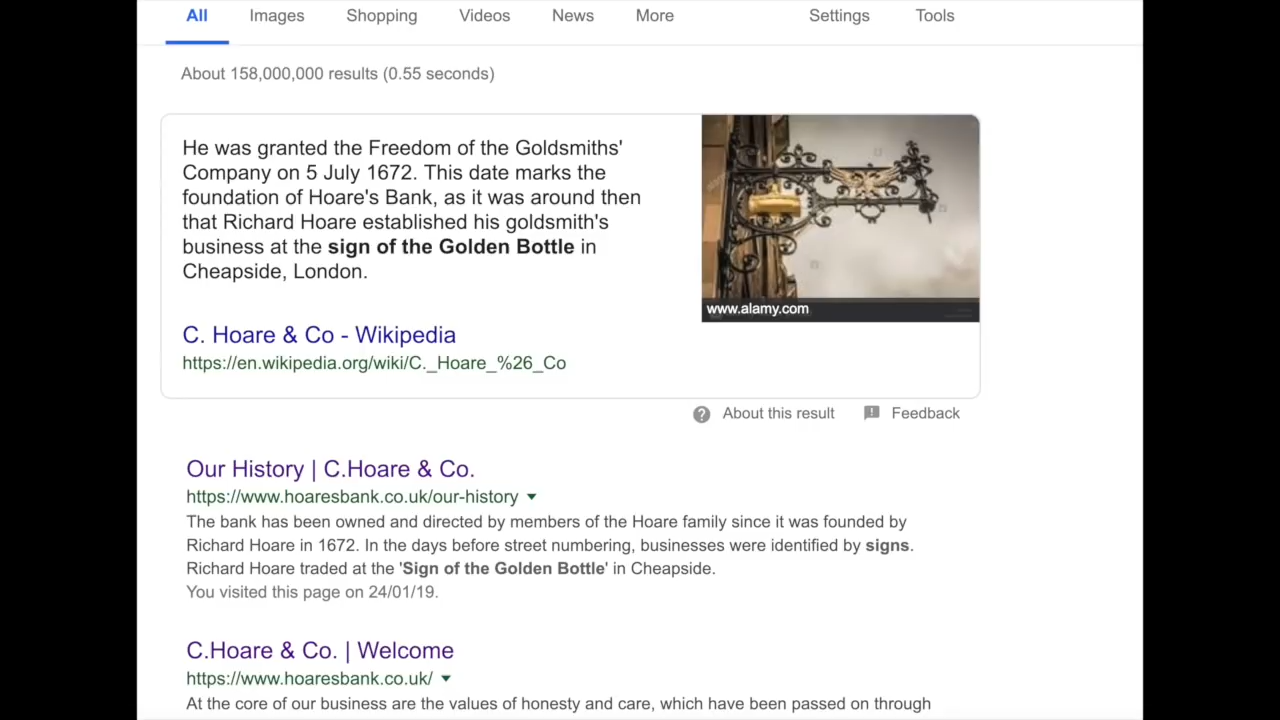 All Images Shopping Videos News More Settings Tools
About 158,000,000 results (0.55 seconds)
He was granted the Freedom of the Goldsmiths'
Company on 5 July 1672. This date marks the
foundation of Hoare's Bank, as it was around then
that Richard Hoare established his goldsmith's
business at the sign of the Golden Bottle in
Cheapside, London.
www.alamy.com
C. Hoare & Co - Wikipedia
https://en.wikipedia.org/wiki/C._Hoare_%26_Co
About this result Feedback
Our History | C.Hoare & Co.
https://www.hoaresbank.co.uk/our-history
The bank has been owned and directed by members of the Hoare family since it was founded by
Richard Hoare in 1672. In the days before street numbering, businesses were identified by signs.
Richard Hoare traded at the 'Sign of the Golden Bottle' in Cheapside.
You visited this page on 24/01/19.
C.Hoare & Co. | Welcome
https://www.hoaresbank.co.uk/
At the core of our business are the values of honesty and care, which have been passed on through